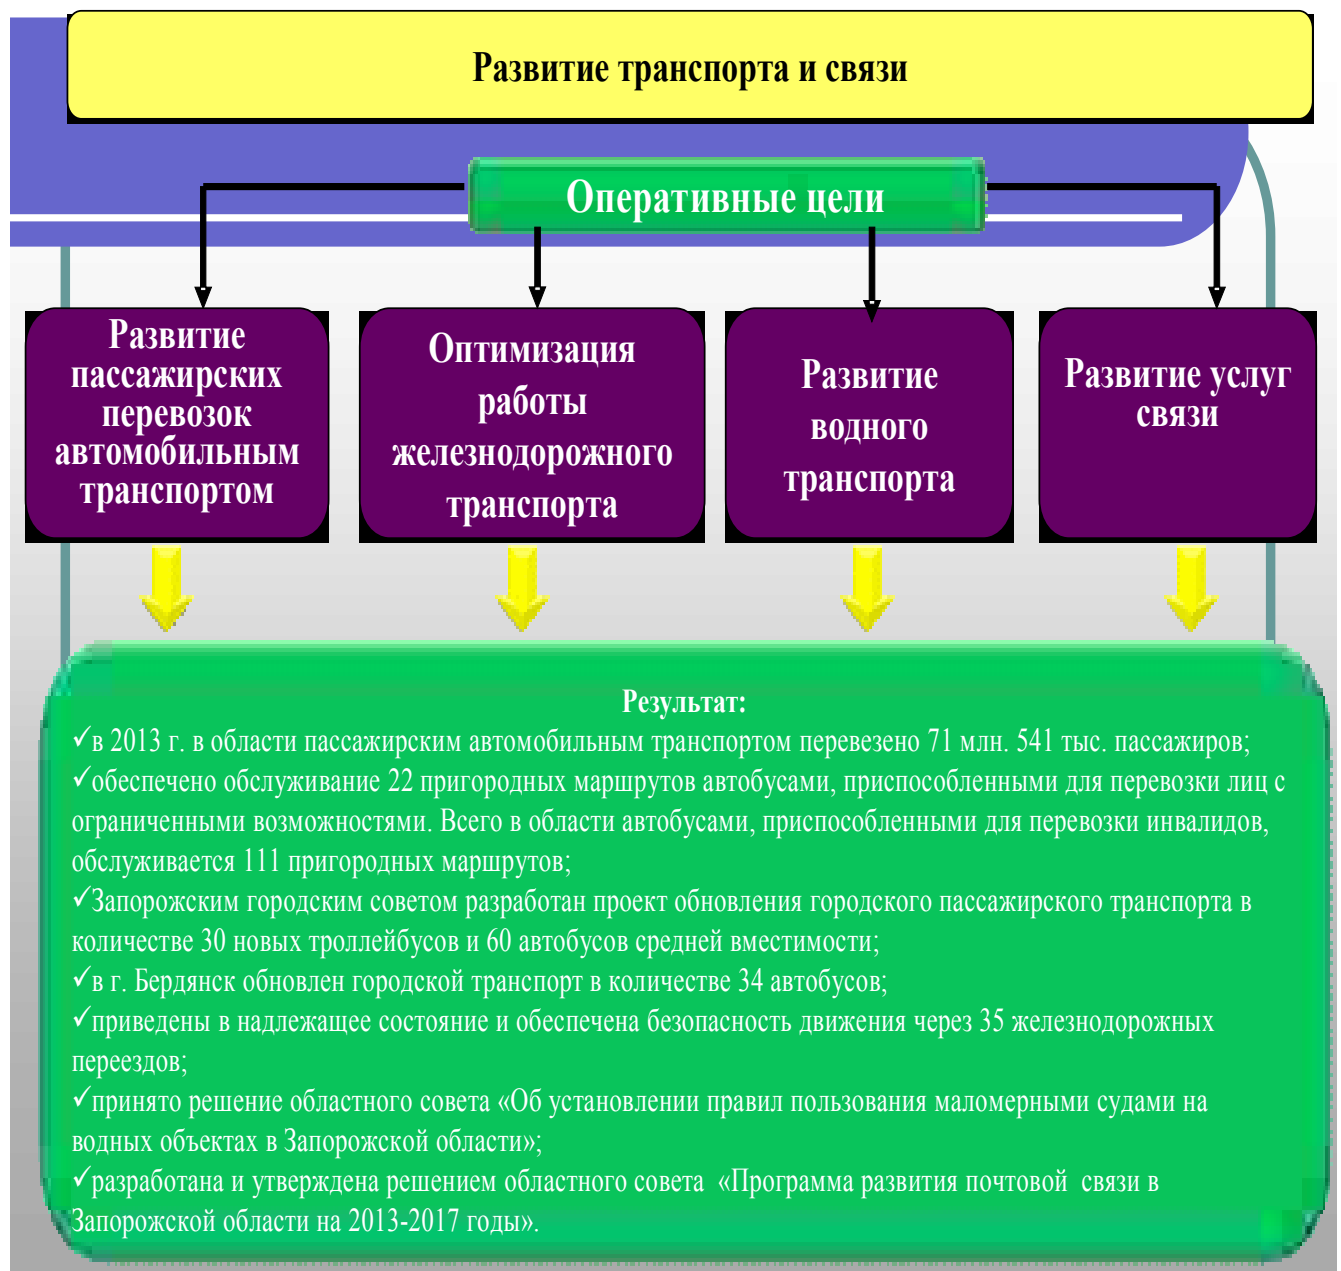 Развитие транспорта и связи
Оперативные цели
Развитие
пассажирских
перевозок
автомобильным
транспортом
Оптимизация
работы
железнодорожного
транспорта
Развитие
водного
транспорта
Развитие услуг
связи
Результат:
✓в 2013 г. в области пассажирским автомобильным транспортом перевезено 71 млн. 541 тыс. пассажиров;
✓обеспечено обслуживание 22 пригородных маршрутов автобусами, приспособленными для перевозки лиц с
ограниченными возможностями. Всего в области автобусами, приспособленными для перевозки инвалидов,
обслуживается 111 пригородных маршрутов;
✓Запорожским городским советом разработан проект обновления городского пассажирского транспорта в
количестве 30 новых троллейбусов и 60 автобусов средней вместимости;
✓в г. Бердянск обновлен городской транспорт в количестве 34 автобусов;
✓приведены в надлежащее состояние и обеспечена безопасность движения через 35 железнодорожных
переездов;
✓принято решение областного совета «Об установлении правил пользования маломерными судами на
водных объектах в Запорожской области»;
✓разработана и утверждена решением областного совета «Программа развития почтовой связи в
Запорожской области на 2013-2017 годы».